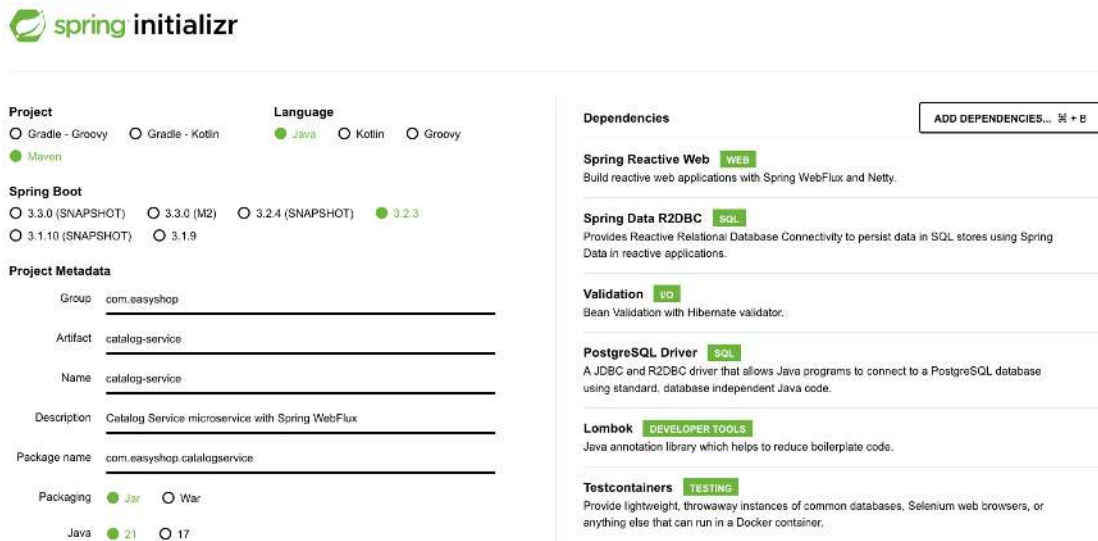 spring initializr
Project
Gradle - Groovy Gradle - Kotlin
Maven
Language
Java Kotlin Groovy
Spring Boot
3.3.0 (SNAPSHOT) 3.3.0 (M2) 3.2.4 (SNAPSHOT) 3.2.3
3.1.10 (SNAPSHOT) 3.1.9
Project Metadata
Group com.easyshop
Artifact catalog-service
Name catalog-service
Description Catalog Service microservice with Spring WebFlux
Package name com.easyshop.catalogservice
Packaging Jar War
Java 21 17
Dependencies
ADD DEPENDENCIES... ⌘ + B
Spring Reactive Web WEB
Build reactive web applications with Spring WebFlux and Netty.
Spring Data R2DBC SQL
Provides Reactive Relational Database Connectivity to persist data in SQL stores using Spring
Data in reactive applications.
Validation I/O
Bean Validation with Hibernate validator.
PostgreSQL Driver SQL
A JDBC and R2DBC driver that allows Java programs to connect to a PostgreSQL database
using standard, database independent Java code.
Lombok DEVELOPER TOOLS
Java annotation library which helps to reduce boilerplate code.
Testcontainers TESTING
Provide lightweight, throwaway instances of common databases, Selenium web browsers, or
anything else that can run in a Docker container.